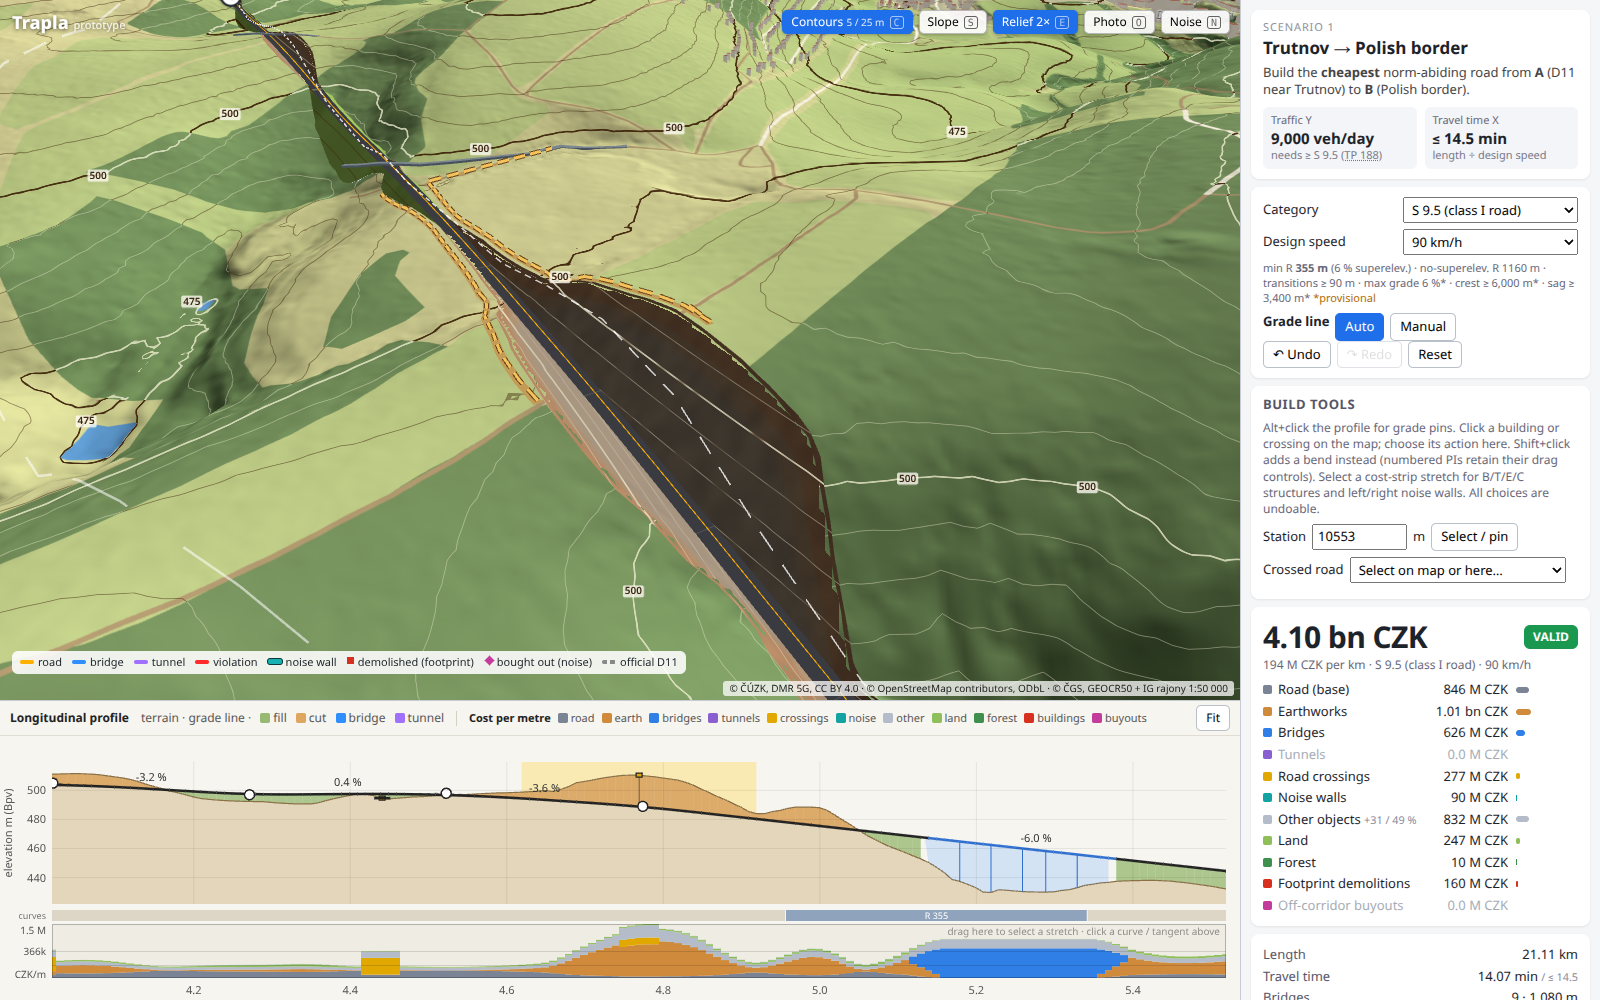 Trapla prototype
Contours 5 / 25 m C
Slope S
Relief 2× E
Photo O
Noise N
500
500
500
475
500
475
500
475
500
500
500
road
bridge
tunnel
violation
noise wall
demolished (footprint)
bought out (noise)
official D11
© ČÚZK, DMR 5G, CC BY 4.0 · © OpenStreetMap contributors, ODbL · © ČGS, GEOCR50 + IG rajony 1:50 000
Longitudinal profile terrain · grade line · fill cut bridge tunnel Cost per metre road earth bridges tunnels crossings noise other land forest buildings buyouts Fit
elevation m (Bpv)
500
480
460
440
-3.2 %
0.4 %
-3.6 %
-6.0 %
curves
R 355
1.5 M
366k
CZK/m
drag here to select a stretch · click a curve / tangent above
4.2 4.4 4.6 4.8 5.0 5.2 5.4
SCENARIO 1
Trutnov → Polish border
Build the cheapest norm-abiding road from A (D11
near Trutnov) to B (Polish border).
Traffic Y
9,000 veh/day
needs ≥ S 9.5 (TP 188)
Travel time X
≤ 14.5 min
length ÷ design speed
Category S 9.5 (class I road)
Design speed 90 km/h
min R 355 m (6 % superelev.) · no-superelev. R 1160 m ·
transitions ≥ 90 m · max grade 6 %* · crest ≥ 6,000 m* · sag ≥
3,400 m* *provisional
Grade line Auto Manual
↶ Undo ↷ Redo Reset
BUILD TOOLS
Alt+click the profile for grade pins. Click a building or
crossing on the map; choose its action here. Shift+click
adds a bend instead (numbered PIs retain their drag
controls). Select a cost-strip stretch for B/T/E/C
structures and left/right noise walls. All choices are
undoable.
Station 10553 m Select / pin
Crossed road Select on map or here...
4.10 bn CZK VALID
194 M CZK per km · S 9.5 (class I road) · 90 km/h
Road (base) 846 M CZK
Earthworks 1.01 bn CZK
Bridges 626 M CZK
Tunnels 0.0 M CZK
Road crossings 277 M CZK
Noise walls 90 M CZK
Other objects +31 / 49 % 832 M CZK
Land 247 M CZK
Forest 10 M CZK
Footprint demolitions 160 M CZK
Off-corridor buyouts 0.0 M CZK
Length 21.11 km
Travel time 14.07 min / ≤ 14.5
Bridges 9 · 1,080 m